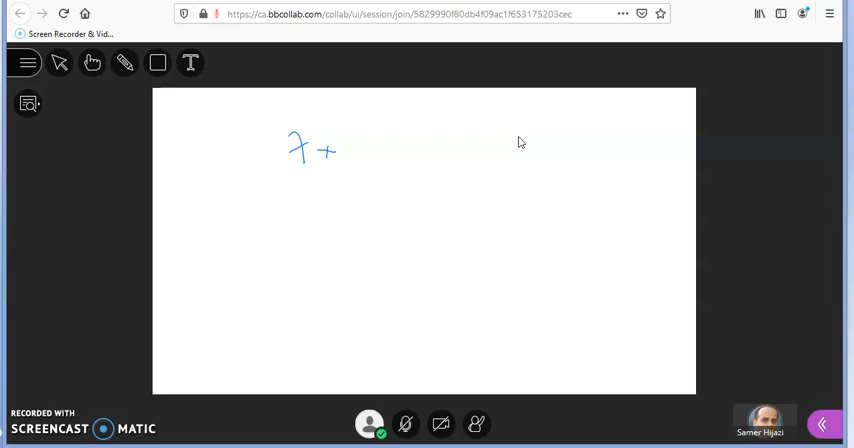 https://ca.bbcollab.com/collab/ui/session/join/5829990f80db4f09ac1f653175203cec
Screen Recorder & Vid...
T
7 +
RECORDED WITH
SCREENCAST MATIC
Samer Hijazi